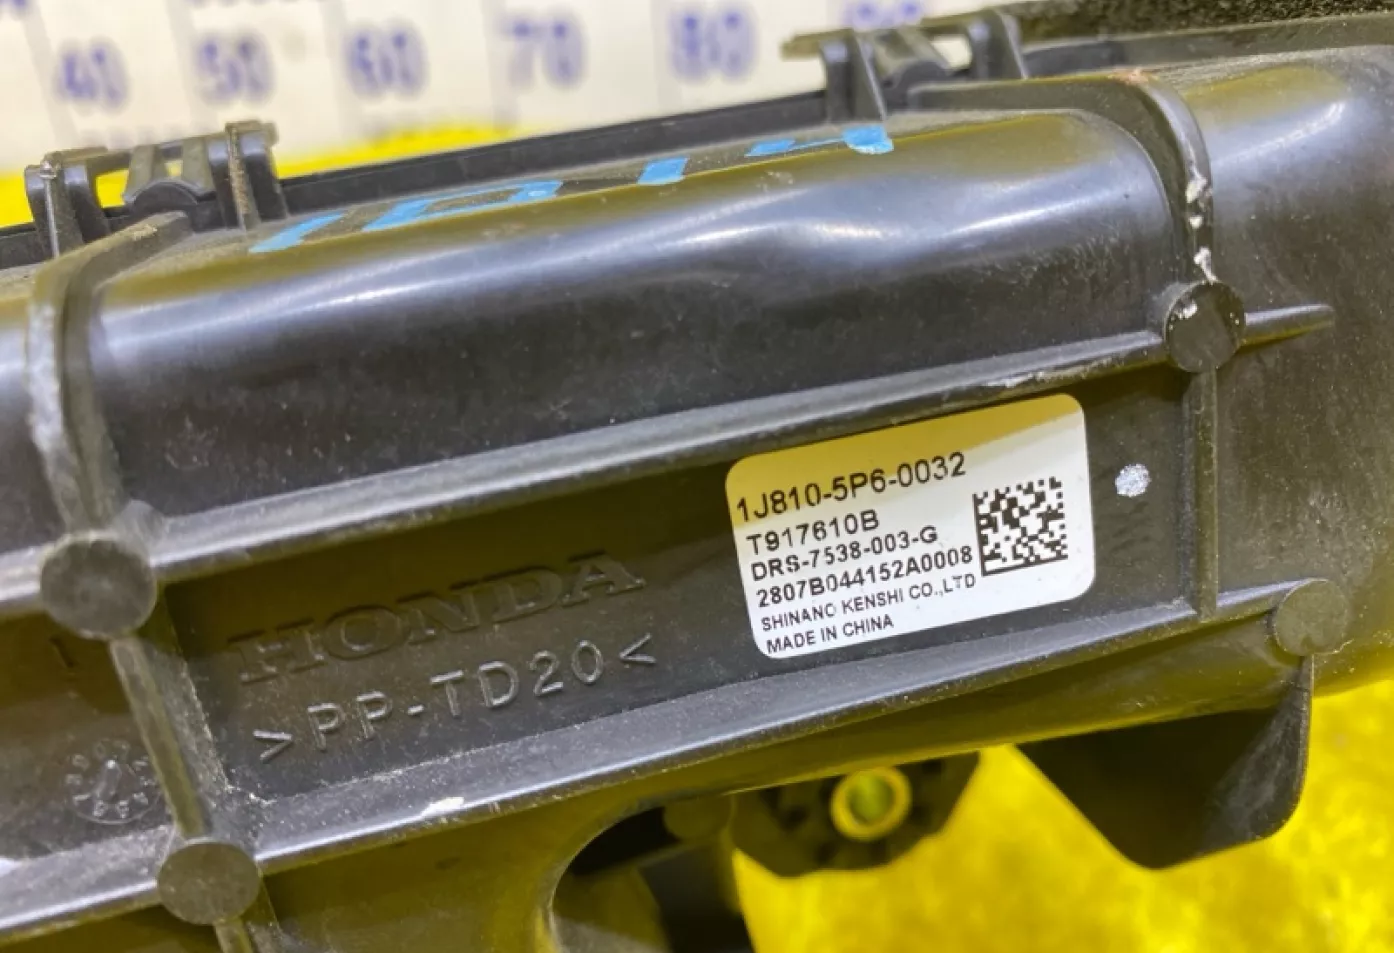 40 50 60 70 80 90
1J810-5P6-0032
T917610B
DRS-7538-003-G
2807B044152A0008
SHINANO KENSHI CO.,LTD
MADE IN CHINA
HONDA
>PP-TD20<